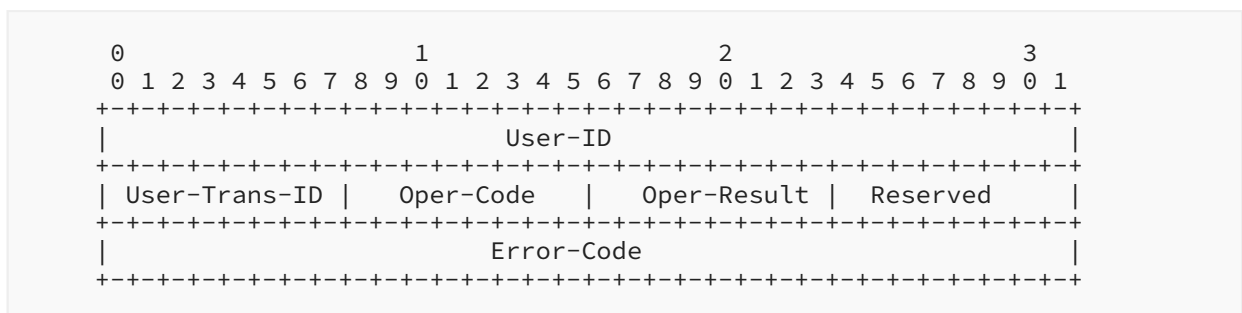 0                   1                   2                   3
 0 1 2 3 4 5 6 7 8 9 0 1 2 3 4 5 6 7 8 9 0 1 2 3 4 5 6 7 8 9 0 1
+-+-+-+-+-+-+-+-+-+-+-+-+-+-+-+-+-+-+-+-+-+-+-+-+-+-+-+-+-+-+-+-+
|                          User-ID                              |
+-+-+-+-+-+-+-+-+-+-+-+-+-+-+-+-+-+-+-+-+-+-+-+-+-+-+-+-+-+-+-+-+
| User-Trans-ID |   Oper-Code   |   Oper-Result |  Reserved     |
+-+-+-+-+-+-+-+-+-+-+-+-+-+-+-+-+-+-+-+-+-+-+-+-+-+-+-+-+-+-+-+-+
|                         Error-Code                            |
+-+-+-+-+-+-+-+-+-+-+-+-+-+-+-+-+-+-+-+-+-+-+-+-+-+-+-+-+-+-+-+-+